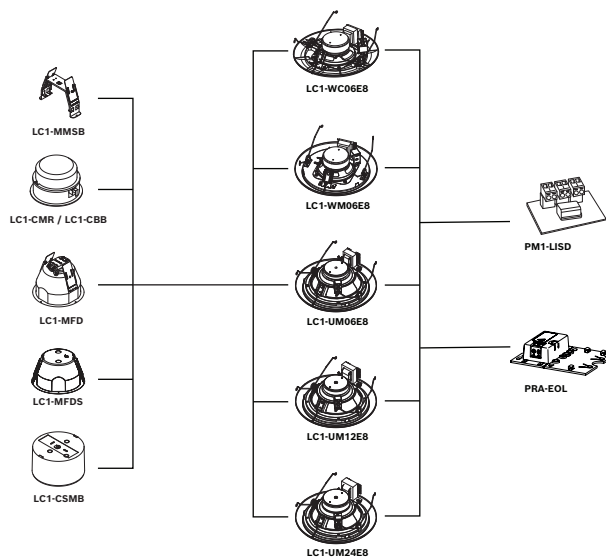 LC1-MMSB
LC1-CMR / LC1-CBB
LC1-MFD
LC1-MFDS
LC1-CSMB
LC1-WC06E8
LC1-WM06E8
LC1-UM06E8
LC1-UM12E8
LC1-UM24E8
PM1-LISD
PRA-EOL